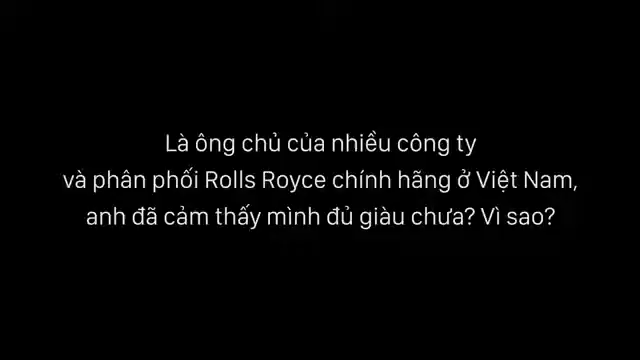 Là ông chủ của nhiều công ty
và phân phối Rolls Royce chính hãng ở Việt Nam,
anh đã cảm thấy mình đủ giàu chưa? Vì sao?